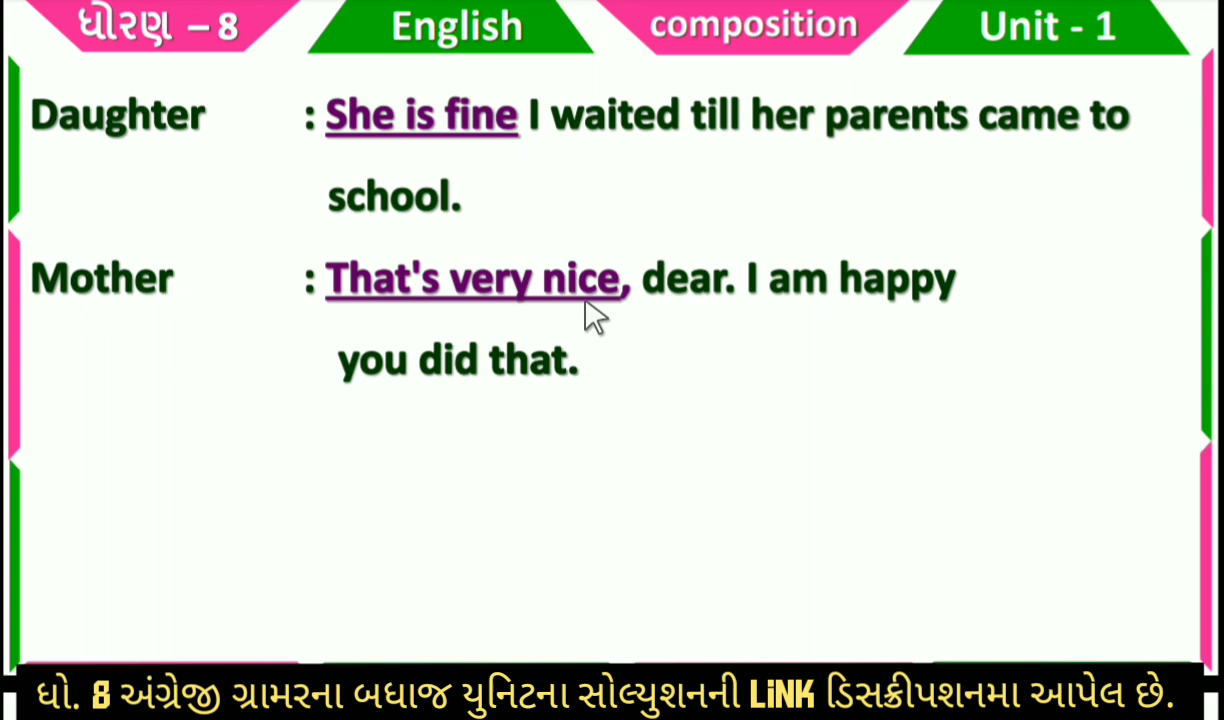 ધોરણ – 8 English composition Unit - 1
Daughter : She is fine I waited till her parents came to
school.
Mother : That's very nice, dear. I am happy
you did that.
ધો. 8 અંગ્રેજી ગ્રામરના બધાજ યુનિટના સોલ્યુશનની LiNK ડિસક્રીપશનમા આપેલ છે.